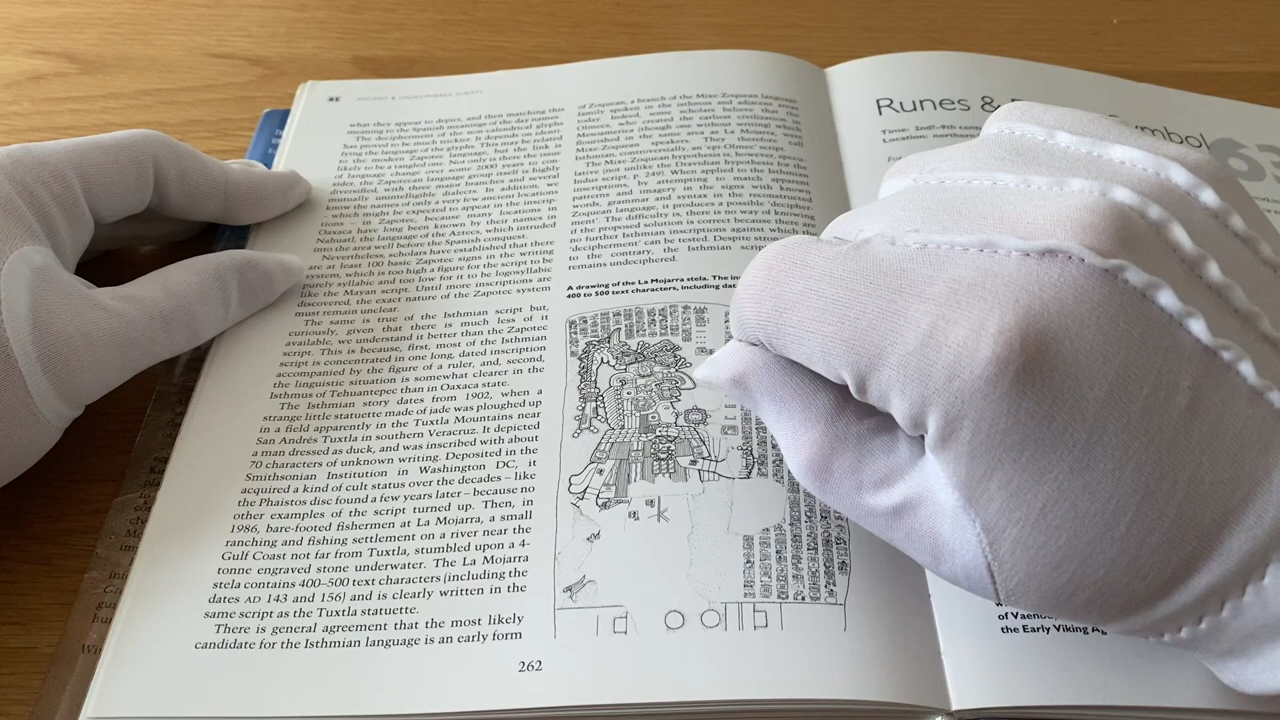 ANCIENT & UNDECIPHERED SCRIPTS
what they appear to depict, and then matching this
meaning to the Spanish meanings of the day names.
The decipherment of the non-calendrical glyphs
has proved to be much trickier. It depends on identi-
fying the language of the glyphs. This may be related
to the modern Zapotec language, but the link is
likely to be a tangled one. Not only is there the issue
of language change over some 2000 years to con-
sider, the Zapotecan language group itself is highly
diversified, with three major branches and several
mutually unintelligible dialects. In addition, we
know the names of only a very few ancient locations
– which might be expected to appear in the inscrip-
tions – in Zapotec, because many locations in
Oaxaca have long been known by their names in
Nahuatl, the language of the Aztecs, which intruded
into the area well before the Spanish conquest.
Nevertheless, scholars have established that there
are at least 100 basic Zapotec signs in the writing
system, which is too high a figure for the script to be
purely syllabic and too low for it to be logosyllabic
like the Mayan script. Until more inscriptions are
discovered, the exact nature of the Zapotec system
must remain unclear.
The same is true of the Isthmian script but,
curiously, given that there is much less of it
available, we understand it better than the Zapotec
script. This is because, first, most of the Isthmian
script is concentrated in one long, dated inscription
accompanied by the figure of a ruler, and, second,
the linguistic situation is somewhat clearer in the
Isthmus of Tehuantepec than in Oaxaca state.
The Isthmian story dates from 1902, when a
strange little statuette made of jade was ploughed up
in a field apparently in the Tuxtla Mountains near
San Andrés Tuxtla in southern Veracruz. It depicted
a man dressed as duck, and was inscribed with about
70 characters of unknown writing. Deposited in the
Smithsonian Institution in Washington DC, it
acquired a kind of cult status over the decades – like
the Phaistos disc found a few years later – because no
other examples of the script turned up. Then, in
1986, bare-footed fishermen at La Mojarra, a small
ranching and fishing settlement on a river near the
Gulf Coast not far from Tuxtla, stumbled upon a 4-
tonne engraved stone underwater. The La Mojarra
stela contains 400–500 text characters (including the
dates AD 143 and 156) and is clearly written in the
same script as the Tuxtla statuette.
There is general agreement that the most likely
candidate for the Isthmian language is an early form
of Zoquean, a branch of the Mixe-Zoquean language
family spoken in the isthmus and adjacent areas
today. Indeed, some scholars believe that the
Olmecs, who created the earliest civilization in
Mesoamerica (though one without writing) which
flourished in the same area as La Mojarra, were
Mixe-Zoquean speakers. They therefore call
Isthmian, controversially, an 'epi-Olmec' script.
The Mixe-Zoquean hypothesis is, however, specu-
lative (not unlike the Dravidian hypothesis for the
Indus script, p. 249). When applied to the Isthmian
inscriptions, by attempting to match apparent
patterns and imagery in the signs with known
words, grammar and syntax in the reconstructed
Zoquean language, it produces a possible 'decipher-
ment'. The difficulty is, there is no way of knowing
if the proposed solution is correct because there are
no further Isthmian inscriptions against which the
'decipherment' can be tested. Despite strong
to the contrary, the Isthmian script
remains undeciphered.
A drawing of the La Mojarra stela. The
400 to 500 text characters, including
262
Runes & Symbol
63
Time:
Location:
of
the Early Viking